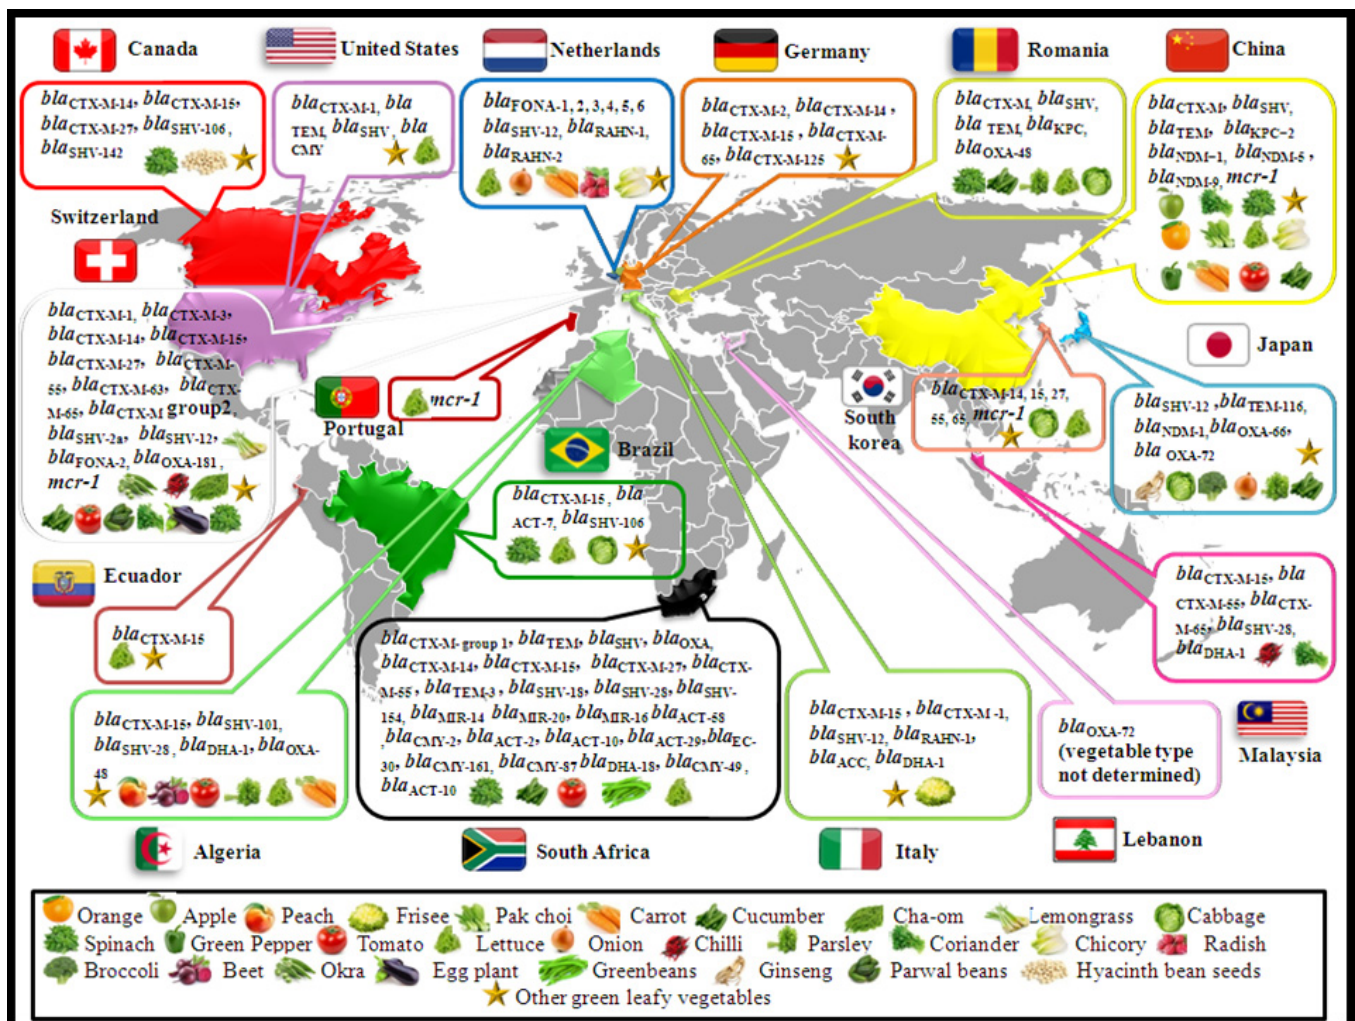 Canada
United States
Netherlands
Germany
Romania
China
blaCTX-M-14, blaCTX-M-15,
blaCTX-M-27, blaSHV-106,
blaSHV-142
blaCTX-M-1, bla
TEM, blaSHV, bla
CMY
blaFONA-1, 2, 3, 4, 5, 6
blaSHV-12, blaRAHN-1,
blaRAHN-2
blaCTX-M-2, blaCTX-M-14 ,
blaCTX-M-15 , blaCTX-M-
65, blaCTX-M-125
blaCTX-M, blaSHV,
bla TEM, blaKPC,
blaOXA-48
blaCTX-M, blaSHV,
blaTEM, blaKPC-2
blaNDM-1, blaNDM-5 ,
blaNDM-9, mcr-1
Switzerland
blaCTX-M-1, blaCTX-M-3,
blaCTX-M-14, blaCTX-M-15,
blaCTX-M-27, blaCTX-M-
55, blaCTX-M-63, blaCTX-
M-65, blaCTX-M group2,
blaSHV-2a, blaSHV-12,
blaFONA-2, blaOXA-181 ,
mcr-1
Portugal
mcr-1
Brazil
blaCTX-M-15 , bla
ACT-7, blaSHV-106
South
korea
blaCTX-M-14, 15, 27,
55, 65, mcr-1
Japan
blaSHV-12 ,blaTEM-116,
blaNDM-1,blaOXA-66,
bla OXA-72
Ecuador
blaCTX-M-15
blaCTX-M-15, bla
CTX-M-55, blaCTX-
M-65, blaSHV-28,
blaDHA-1
Malaysia
blaCTX-M-15, blaSHV-101,
blaSHV-28 , blaDHA-1, blaOXA-
48
Algeria
blaCTX-M- group 1, blaTEM, blaSHV, blaOXA,
blaCTX-M-14, blaCTX-M-15, blaCTX-M-27, blaCTX-
M-55 , blaTEM-3 , blaSHV-18, blaSHV-28, blaSHV-
154, blaMIR-14 blaMIR-20, blaMIR-16 blaACT-58
,blaCMY-2, blaACT-2, blaACT-10, blaACT-29,blaEC-
30, blaCMY-161, blaCMY-87 blaDHA-18, blaCMY-49 ,
blaACT-10
South Africa
blaCTX-M-15 , blaCTX-M -1,
blaSHV-12, blaRAHN-1,
blaACC, blaDHA-1
Italy
blaOXA-72
(vegetable type
not determined)
Lebanon
Orange Apple Peach Frisee Pak choi Carrot Cucumber Cha-om Lemongrass Cabbage
Spinach Green Pepper Tomato Lettuce Onion Chilli Parsley Coriander Chicory Radish
Broccoli Beet Okra Egg plant Greenbeans Ginseng Parwal beans Hyacinth bean seeds
Other green leafy vegetables